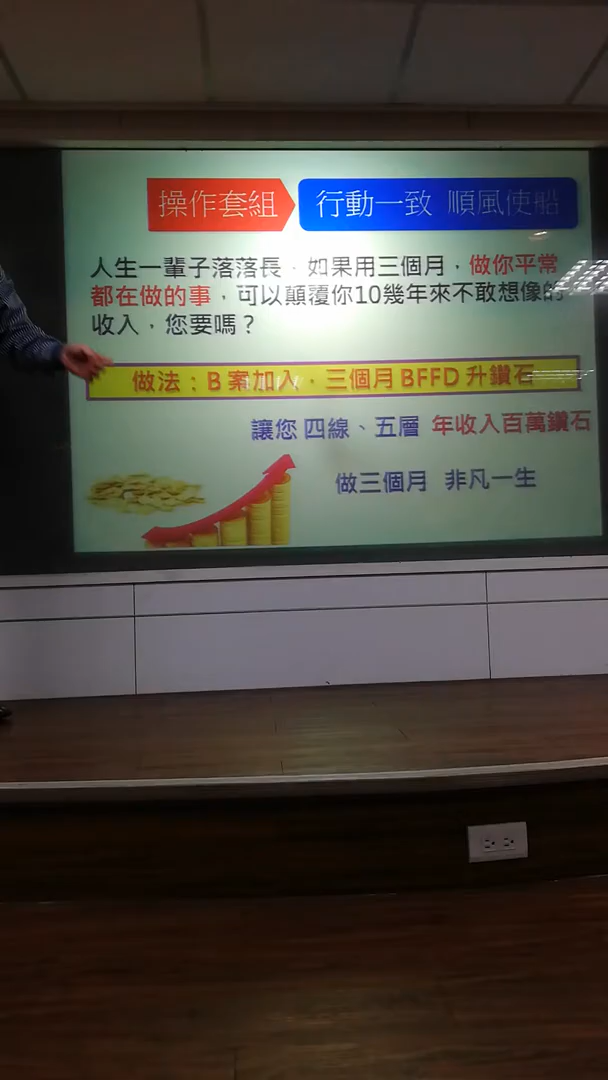 操作套組 行動一致 順風使船
人生一輩子落落長，如果用三個月，做你平常
都在做的事，可以顛覆你10幾年來不敢想像的
收入，您要嗎？
做法：B 案加入，三個月 BFFD 升鑽石
讓您 四線、五層 年收入百萬鑽石
做三個月 非凡一生